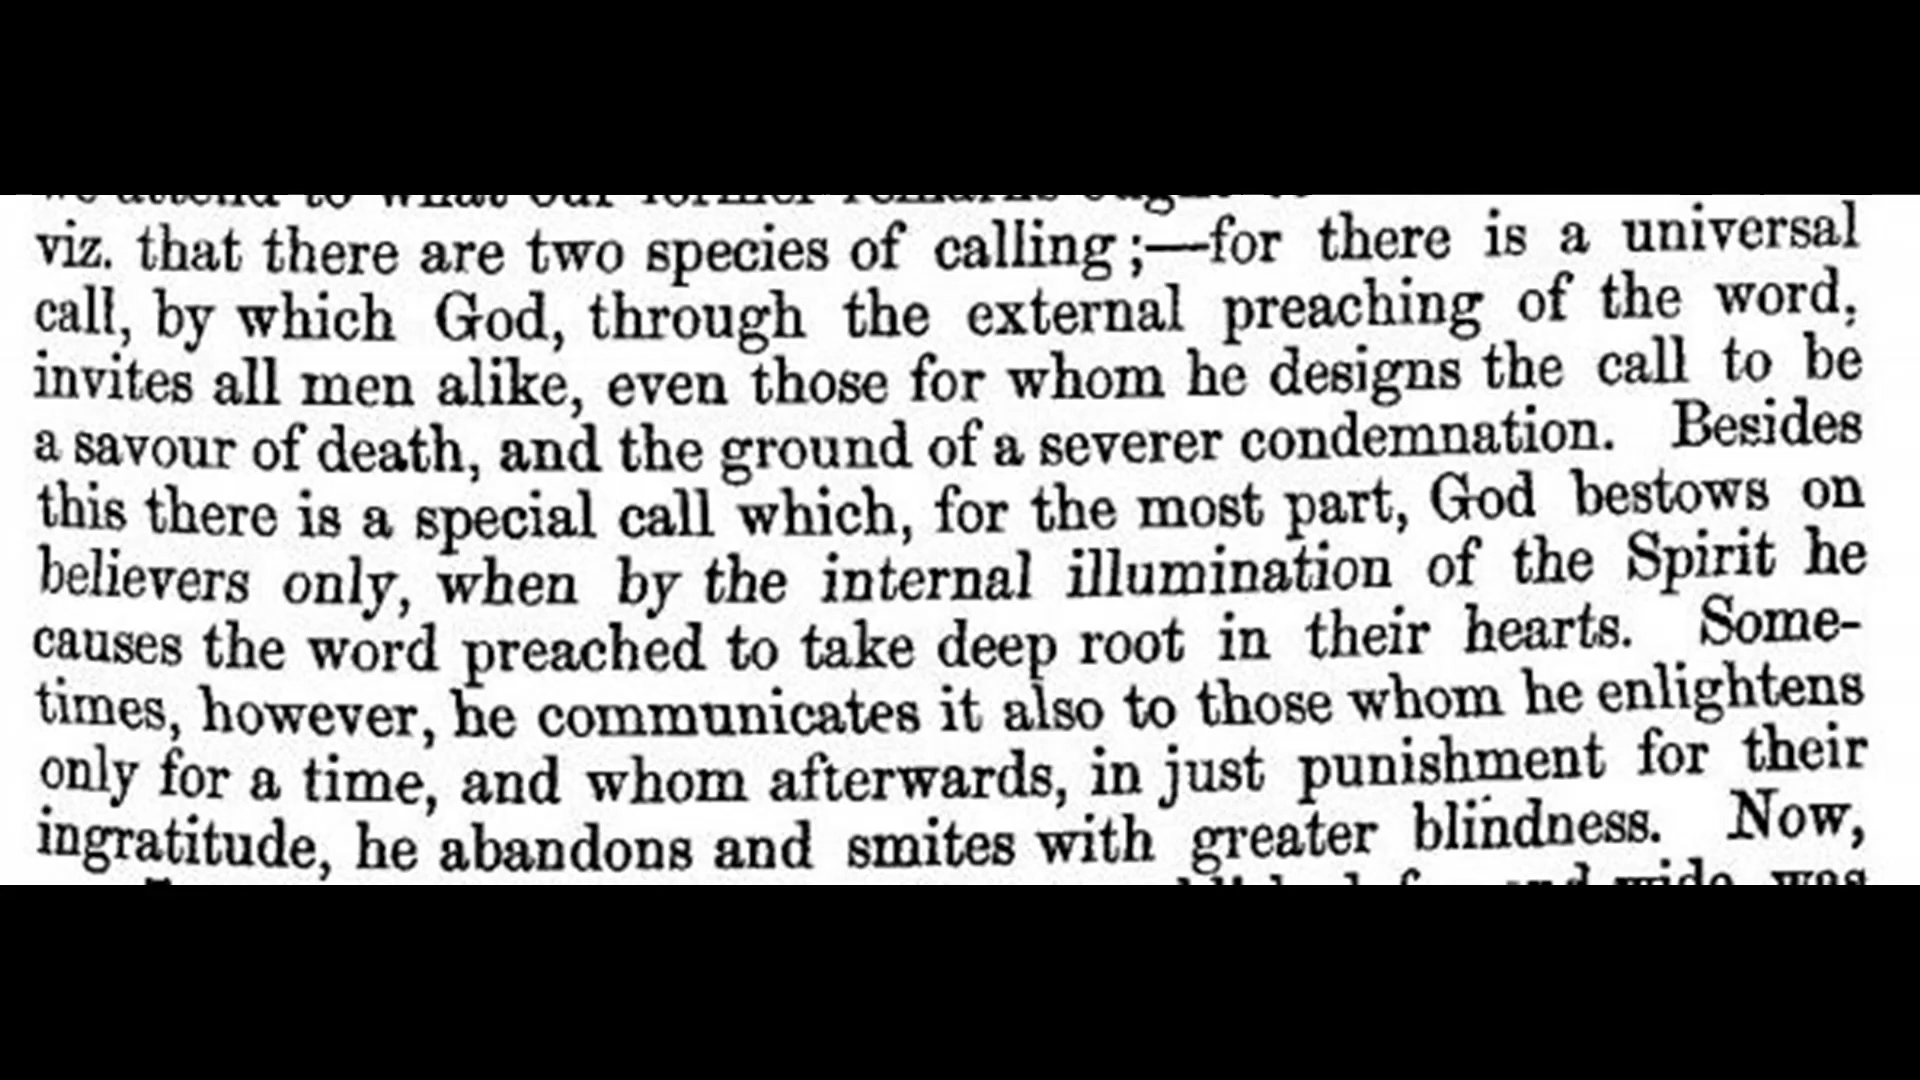 viz. that there are two species of calling;—for there is a universal
call, by which God, through the external preaching of the word,
invites all men alike, even those for whom he designs the call to be
a savour of death, and the ground of a severer condemnation. Besides
this there is a special call which, for the most part, God bestows on
believers only, when by the internal illumination of the Spirit he
causes the word preached to take deep root in their hearts. Some-
times, however, he communicates it also to those whom he enlightens
only for a time, and whom afterwards, in just punishment for their
ingratitude, he abandons and smites with greater blindness. Now,